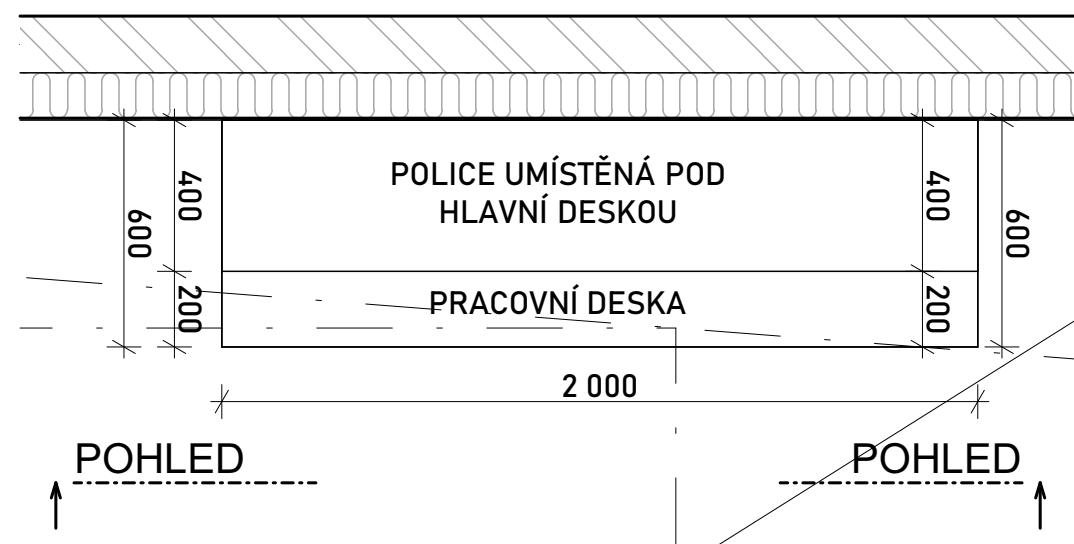 POLICE UMÍSTĚNÁ POD
HLAVNÍ DESKOU
400
400
600
600
PRACOVNÍ DESKA
200
200
2 000
POHLED
POHLED